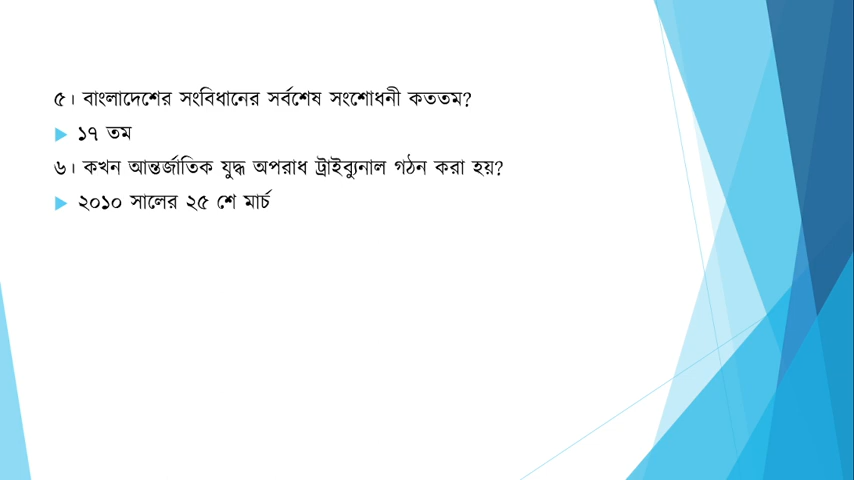 ৫। বাংলাদেশের সংবিধানের সর্বশেষ সংশোধনী কততম?
১৭ তম
৬। কখন আন্তর্জাতিক যুদ্ধ অপরাধ ট্রাইব্যুনাল গঠন করা হয়?
২০১০ সালের ২৫ শে মার্চ